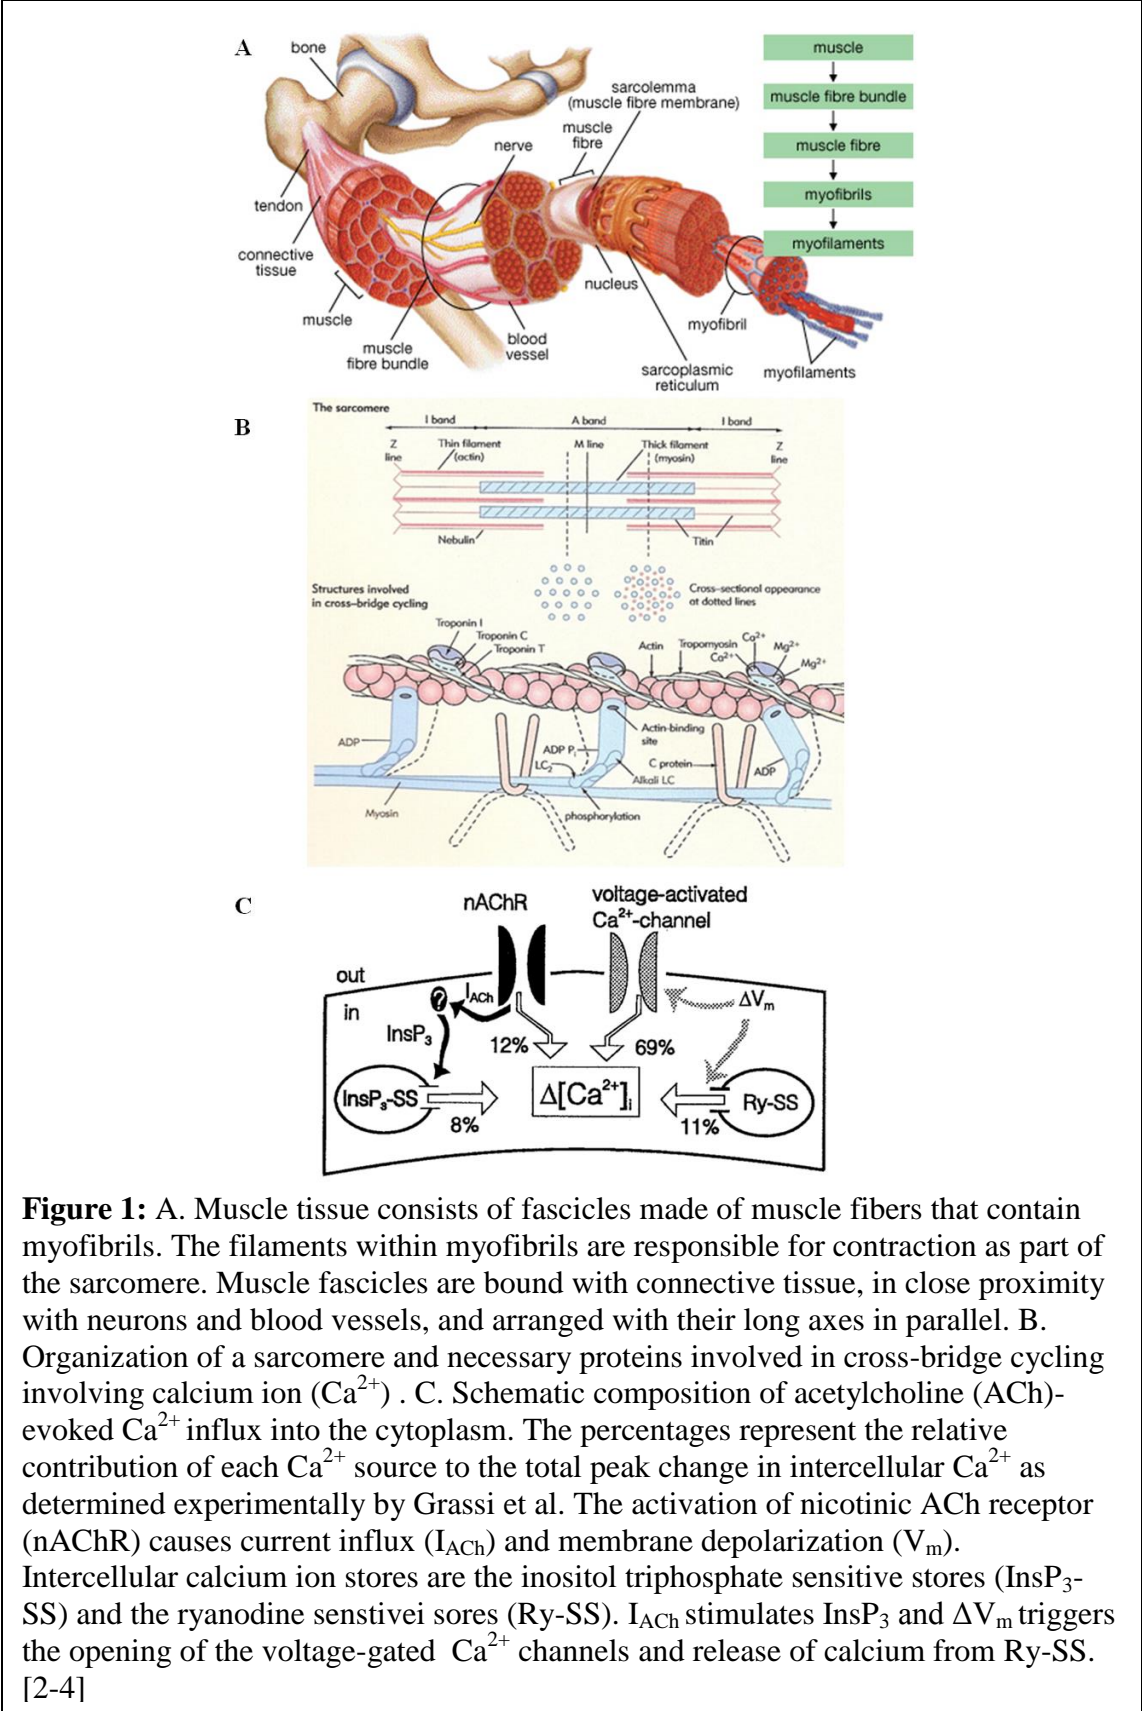 A
bone
sarcolemma
(muscle fibre membrane)
muscle
fibre
nerve
tendon
connective
tissue
muscle
muscle
fibre bundle
blood
vessel
nucleus
sarcoplasmic
reticulum
myofibril
myofilaments
muscle
muscle fibre bundle
muscle fibre
myofibrils
myofilaments
B
The sarcomere
I band
A band
I band
Z
line
Thin filament
(actin)
M line
Thick filament
(myosin)
Z
line
Nebulin
Titin
Structures involved
in cross-bridge cycling
Cross-sectional appearance
at dotted lines
Troponin I
Troponin C
Troponin T
Actin
Tropomyosin
Ca2+
Ca2+
Mg2+
Mg2+
ADP
Myosin
ADP Pi
LC2
Actin-binding
site
C protein
Alkali LC
ADP
phosphorylation
C
nAChR
voltage-activated
Ca2+-channel
out
in
?
IACh
InsP3
12%
69%
ΔVm
InsP3-SS
8%
Δ[Ca2+]i
11%
Ry-SS
Figure 1: A. Muscle tissue consists of fascicles made of muscle fibers that contain
myofibrils. The filaments within myofibrils are responsible for contraction as part of
the sarcomere. Muscle fascicles are bound with connective tissue, in close proximity
with neurons and blood vessels, and arranged with their long axes in parallel. B.
Organization of a sarcomere and necessary proteins involved in cross-bridge cycling
involving calcium ion (Ca2+) . C. Schematic composition of acetylcholine (ACh)-
evoked Ca2+ influx into the cytoplasm. The percentages represent the relative
contribution of each Ca2+ source to the total peak change in intercellular Ca2+ as
determined experimentally by Grassi et al. The activation of nicotinic ACh receptor
(nAChR) causes current influx (IACh) and membrane depolarization (Vm).
Intercellular calcium ion stores are the inositol triphosphate sensitive stores (InsP3-
SS) and the ryanodine senstivei sores (Ry-SS). IACh stimulates InsP3 and ΔVm triggers
the opening of the voltage-gated Ca2+ channels and release of calcium from Ry-SS.
[2-4]